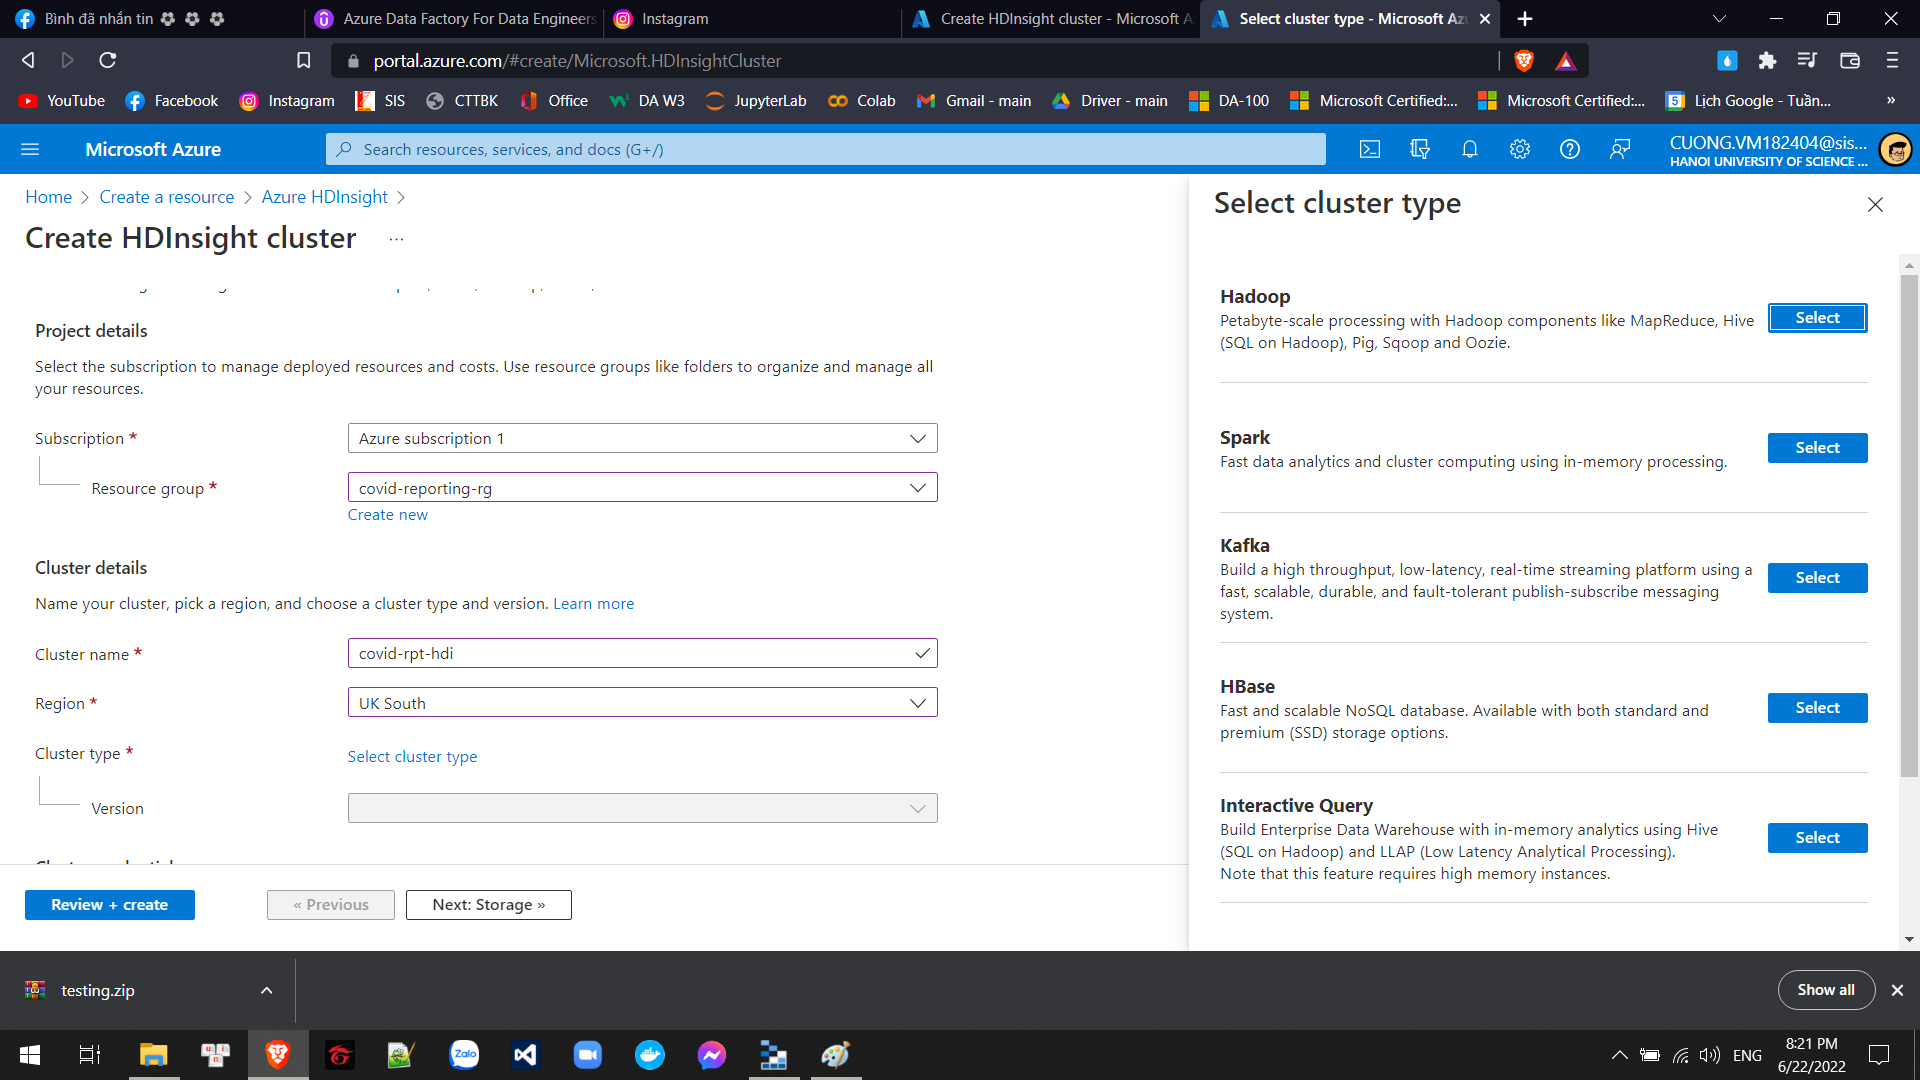 Bình đã nhắn tin
Azure Data Factory For Data Engineers
Instagram
Create HDInsight cluster - Microsoft A
Select cluster type - Microsoft Az
portal.azure.com/#create/Microsoft.HDInsightCluster
YouTube
Facebook
Instagram
SIS
CTTBK
Office
DA W3
JupyterLab
Colab
Gmail - main
Driver - main
DA-100
Microsoft Certified:...
Microsoft Certified:...
Lịch Google - Tuần...
»
Microsoft Azure
Search resources, services, and docs (G+/)
CUONG.VM182404@sis...
HANOI UNIVERSITY OF SCIENCE ...
Home > Create a resource > Azure HDInsight >
Create HDInsight cluster ...
Project details
Select the subscription to manage deployed resources and costs. Use resource groups like folders to organize and manage all
your resources.
Subscription *
Azure subscription 1
Resource group *
covid-reporting-rg
Create new
Cluster details
Name your cluster, pick a region, and choose a cluster type and version. Learn more
Cluster name *
covid-rpt-hdi
Region *
UK South
Cluster type *
Select cluster type
Version
Review + create
« Previous
Next: Storage »
Select cluster type
Hadoop
Petabyte-scale processing with Hadoop components like MapReduce, Hive
(SQL on Hadoop), Pig, Sqoop and Oozie.
Select
Spark
Fast data analytics and cluster computing using in-memory processing.
Select
Kafka
Build a high throughput, low-latency, real-time streaming platform using a
fast, scalable, durable, and fault-tolerant publish-subscribe messaging
system.
Select
HBase
Fast and scalable NoSQL database. Available with both standard and
premium (SSD) storage options.
Select
Interactive Query
Build Enterprise Data Warehouse with in-memory analytics using Hive
(SQL on Hadoop) and LLAP (Low Latency Analytical Processing).
Note that this feature requires high memory instances.
Select
testing.zip
Show all
Zalo
ENG
8:21 PM
6/22/2022